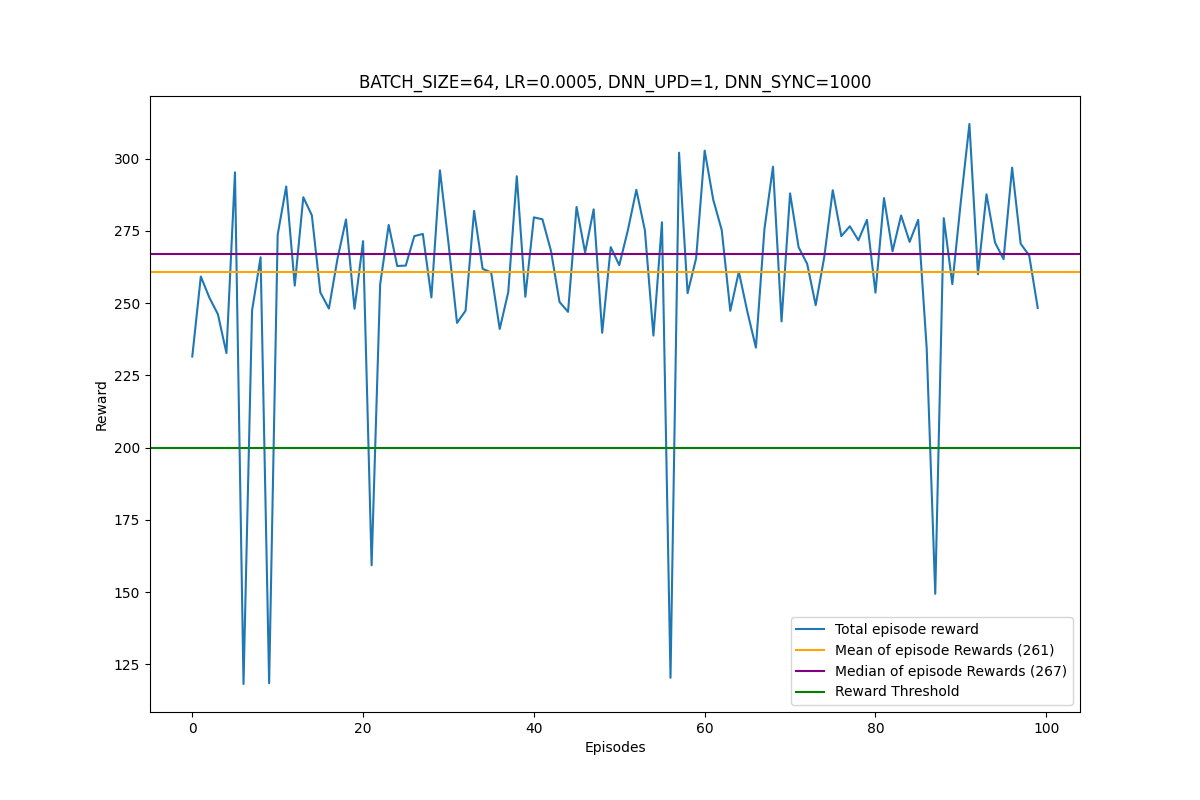 BATCH_SIZE=64, LR=0.0005, DNN_UPD=1, DNN_SYNC=1000
300
275
250
225
200
175
150
125
Reward
0 20 40 60 80 100
Episodes
Total episode reward
Mean of episode Rewards (261)
Median of episode Rewards (267)
Reward Threshold